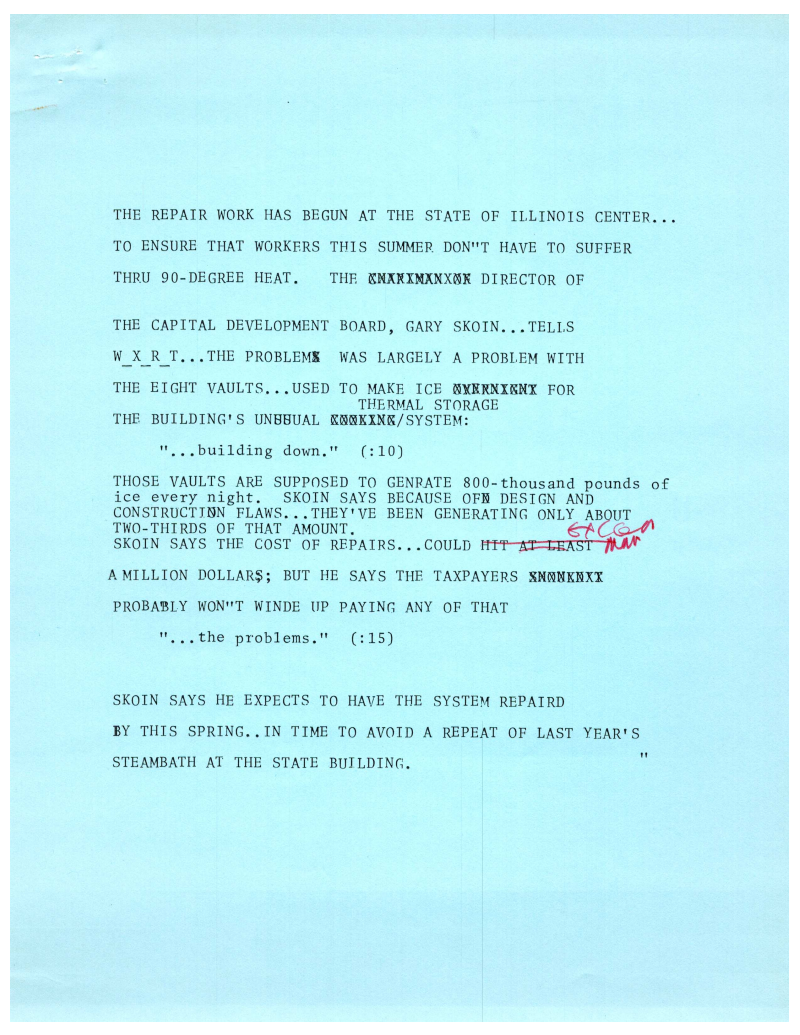 THE REPAIR WORK HAS BEGUN AT THE STATE OF ILLINOIS CENTER...
TO ENSURE THAT WORKERS THIS SUMMER DON"T HAVE TO SUFFER
THRU 90-DEGREE HEAT. THE DIRECTOR OF
THE CAPITAL DEVELOPMENT BOARD, GARY SKOIN...TELLS
W_X_R_T...THE PROBLEM WAS LARGELY A PROBLEM WITH
THE EIGHT VAULTS...USED TO MAKE ICE FOR
THERMAL STORAGE
THE BUILDING'S UNUSUAL /SYSTEM:
"...building down." (:10)
THOSE VAULTS ARE SUPPOSED TO GENRATE 800-thousand pounds of
ice every night. SKOIN SAYS BECAUSE OF DESIGN AND
CONSTRUCTION FLAWS...THEY'VE BEEN GENERATING ONLY ABOUT
TWO-THIRDS OF THAT AMOUNT.
SKOIN SAYS THE COST OF REPAIRS...COULD HIT AT LEAST
A MILLION DOLLAR$; BUT HE SAYS THE TAXPAYERS
PROBABLY WON"T WINDE UP PAYING ANY OF THAT
"...the problems." (:15)
SKOIN SAYS HE EXPECTS TO HAVE THE SYSTEM REPAIRD
BY THIS SPRING..IN TIME TO AVOID A REPEAT OF LAST YEAR'S
STEAMBATH AT THE STATE BUILDING. "